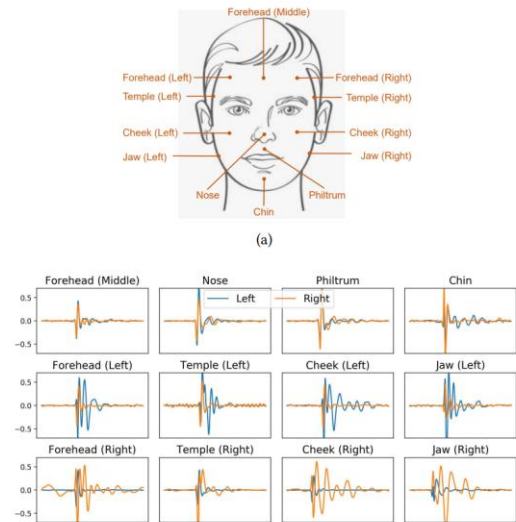 Forehead (Middle)
Forehead (Left)
Forehead (Right)
Temple (Left)
Temple (Right)
Cheek (Left)
Cheek (Right)
Jaw (Left)
Jaw (Right)
Nose
Philtrum
Chin
(a)
Forehead (Middle) Nose Philtrum Chin
0.5
0.0
−0.5
Left Right
Forehead (Left) Temple (Left) Cheek (Left) Jaw (Left)
0.5
0.0
−0.5
Forehead (Right) Temple (Right) Cheek (Right) Jaw (Right)
0.5
0.0
−0.5